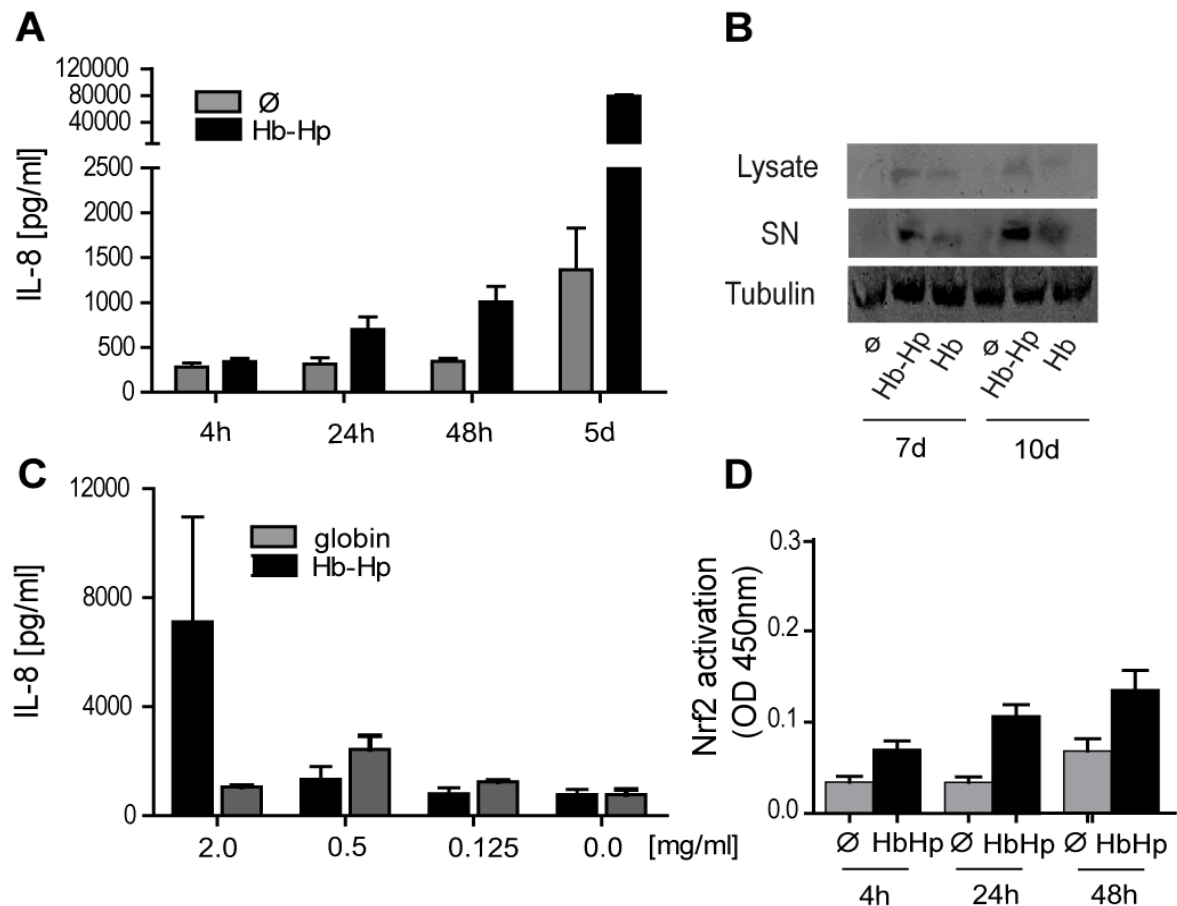 A
120000
80000
40000
2500
2000
1500
1000
500
0
IL-8 [pg/ml]
Ø
Hb-Hp
4h 24h 48h 5d
B
Lysate
SN
Tubulin
Ø Hb-Hp Hb Ø Hb-Hp Hb
7d 10d
C
12000
8000
4000
0
IL-8 [pg/ml]
globin
Hb-Hp
2.0 0.5 0.125 0.0 [mg/ml]
D
0.3
0.2
0.1
0.0
Nrf2 activation
(OD 450nm)
Ø HbHp Ø HbHp Ø HbHp
4h 24h 48h